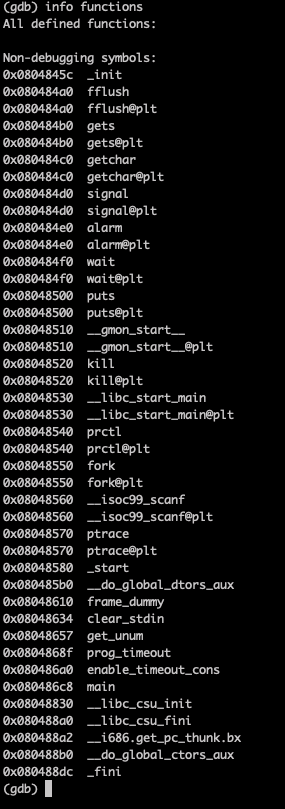 (gdb) info functions
All defined functions:
Non-debugging symbols:
0x0804845c  _init
0x080484a0  fflush
0x080484a0  fflush@plt
0x080484b0  gets
0x080484b0  gets@plt
0x080484c0  getchar
0x080484c0  getchar@plt
0x080484d0  signal
0x080484d0  signal@plt
0x080484e0  alarm
0x080484e0  alarm@plt
0x080484f0  wait
0x080484f0  wait@plt
0x08048500  puts
0x08048500  puts@plt
0x08048510  __gmon_start__
0x08048510  __gmon_start__@plt
0x08048520  kill
0x08048520  kill@plt
0x08048530  __libc_start_main
0x08048530  __libc_start_main@plt
0x08048540  prctl
0x08048540  prctl@plt
0x08048550  fork
0x08048550  fork@plt
0x08048560  __isoc99_scanf
0x08048560  __isoc99_scanf@plt
0x08048570  ptrace
0x08048570  ptrace@plt
0x08048580  _start
0x080485b0  __do_global_dtors_aux
0x08048610  frame_dummy
0x08048634  clear_stdin
0x08048657  get_unum
0x0804868f  prog_timeout
0x080486a0  enable_timeout_cons
0x080486c8  main
0x08048830  __libc_csu_init
0x080488a0  __libc_csu_fini
0x080488a2  __i686.get_pc_thunk.bx
0x080488b0  __do_global_ctors_aux
0x080488dc  _fini
(gdb)